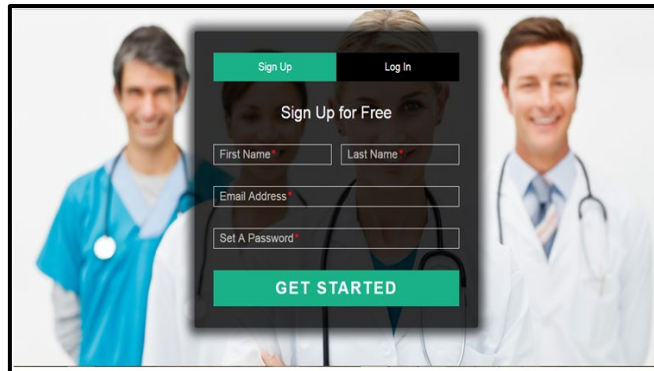 Sign Up Log In
Sign Up for Free
First Name* Last Name*
Email Address*
Set A Password*
GET STARTED